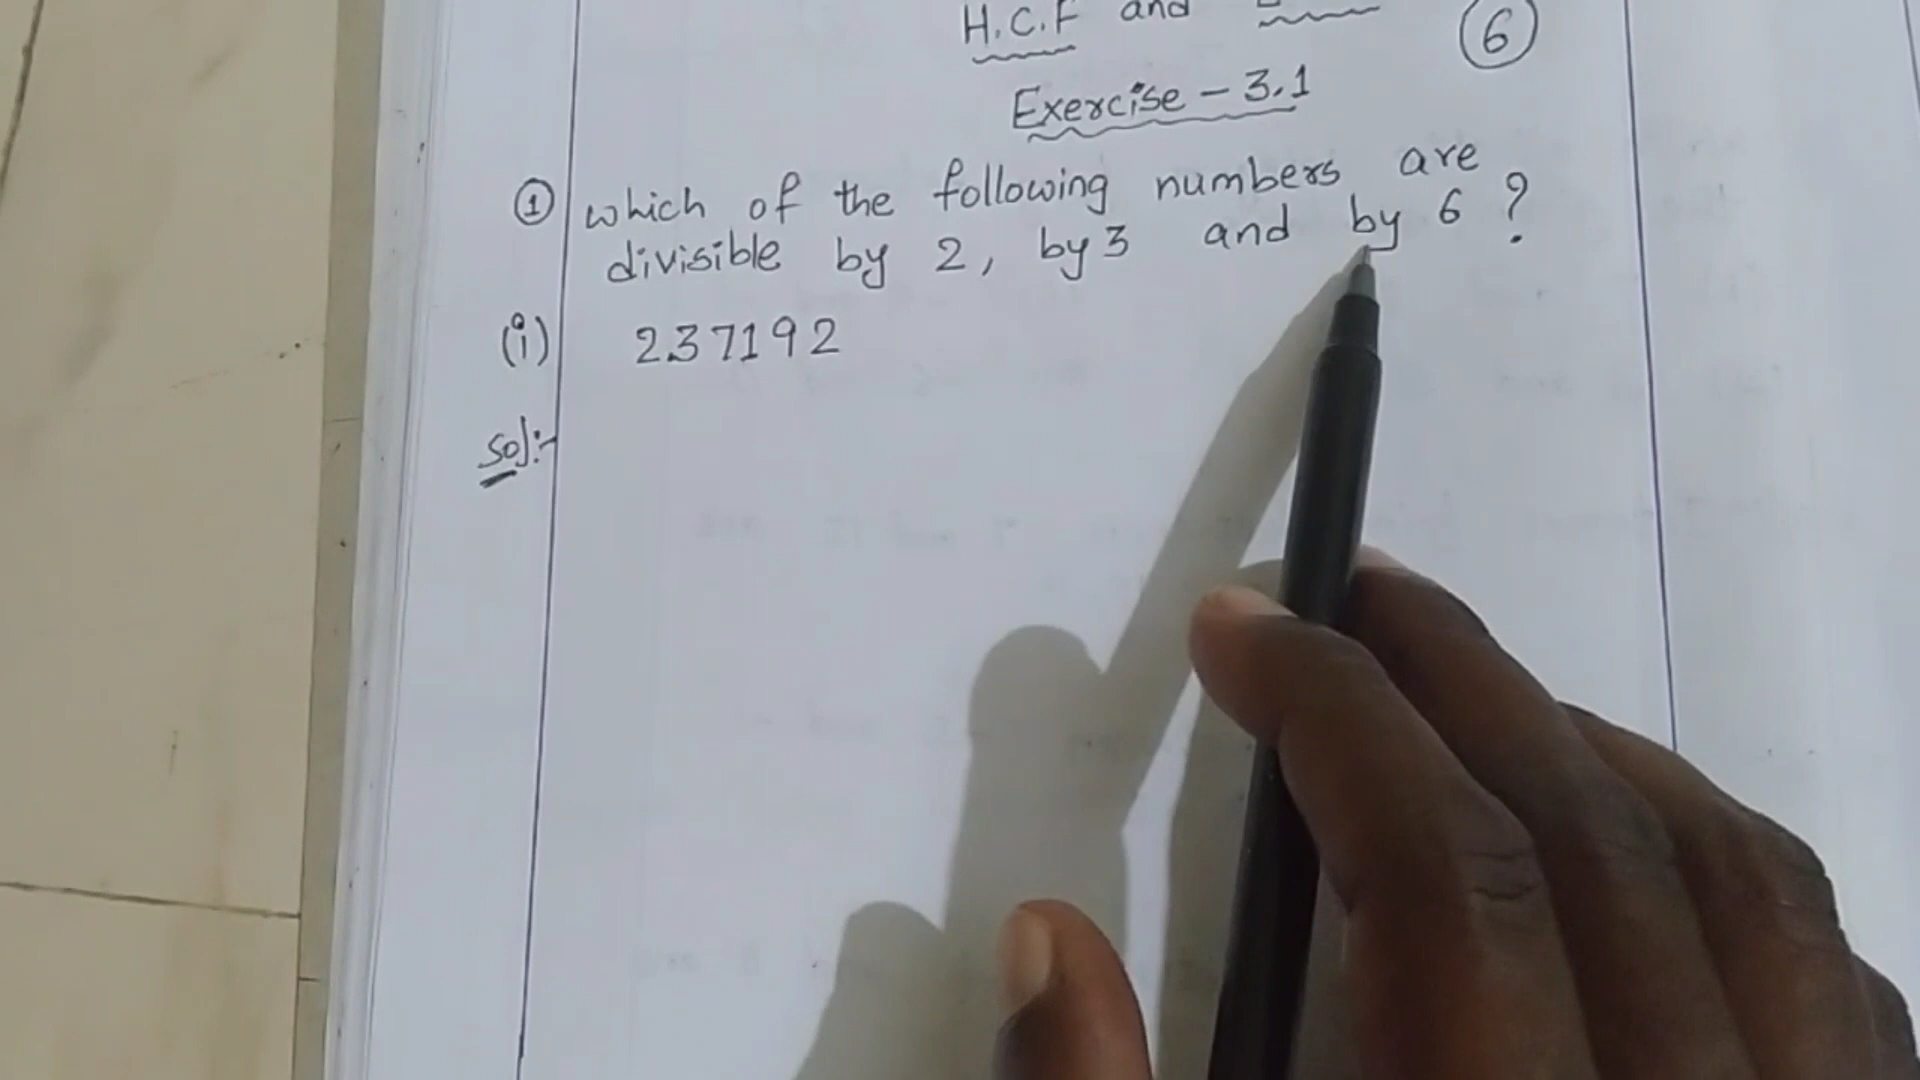 H.C.F and
6
Exercise - 3.1
1 which of the following numbers are
divisible by 2, by 3 and by 6 ?
(i) 237192
Sol:-